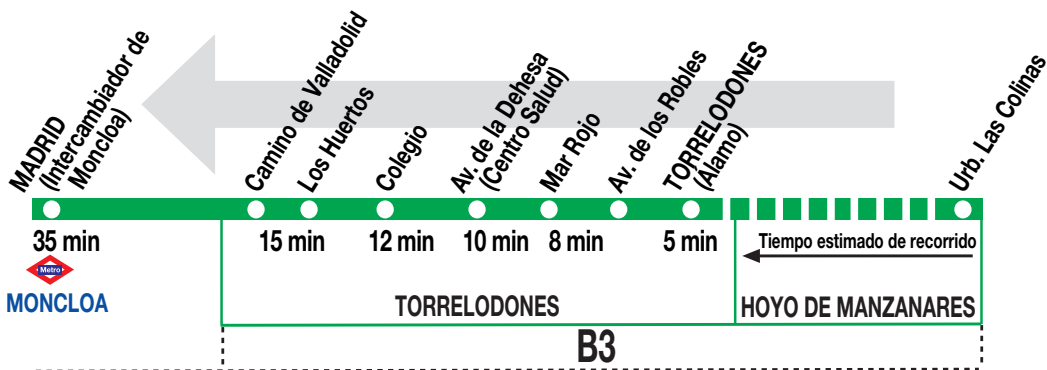 MADRID
(Intercambiador de
Moncloa)
Camino de Valladolid
Los Huertos
Colegio
Av. de la Dehesa
(Centro Salud)
Mar Rojo
Av. de los Robles
TORRELODONES
(Álamo)
Urb. Las Colinas
35 min
15 min
12 min
10 min
8 min
5 min
Tiempo estimado de recorrido
Metro
MONCLOA
TORRELODONES
HOYO DE MANZANARES
B3